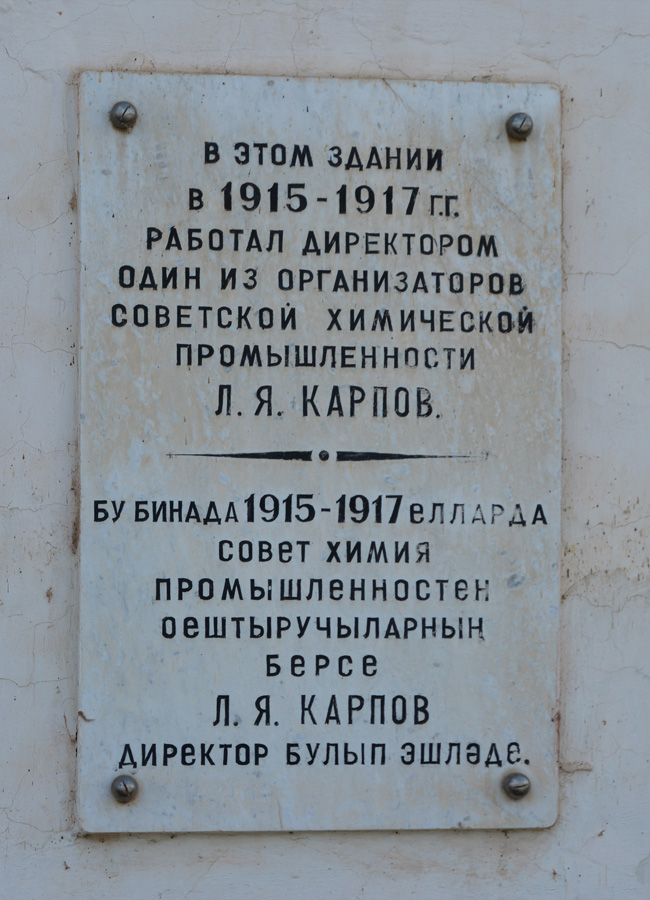 В ЭТОМ ЗДАНИИ
В 1915-1917 Г.Г.
РАБОТАЛ ДИРЕКТОРОМ
ОДИН ИЗ ОРГАНИЗАТОРОВ
СОВЕТСКОЙ ХИМИЧЕСКОЙ
ПРОМЫШЛЕННОСТИ
Л. Я. КАРПОВ.
БУ БИНАДА 1915-1917 ЕЛЛАРДА
СОВЕТ ХИМИЯ
ПРОМЫШЛЕННОСТЕН
ОЕШТЫРУЧЫЛАРНЫҢ
БЕРСЕ
Л. Я. КАРПОВ
ДИРЕКТОР БУЛЫП ЭШЛӘДЕ.